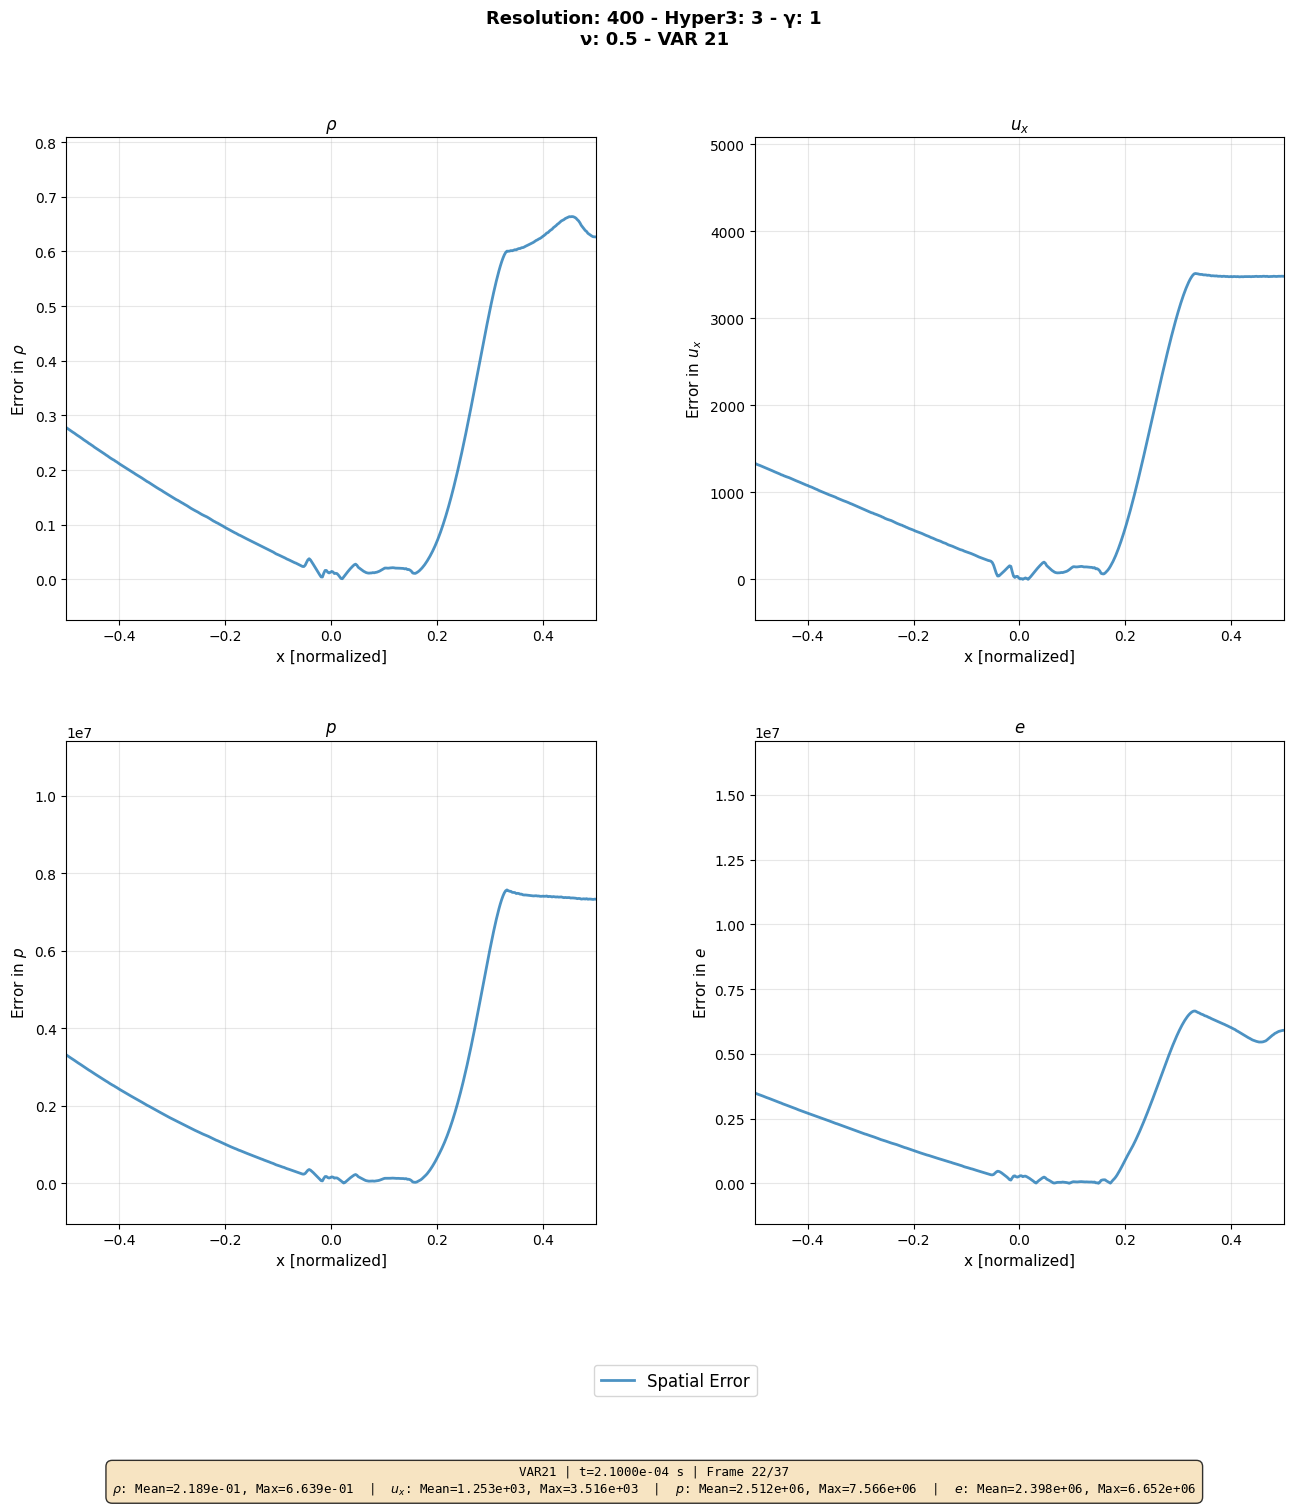 Resolution: 400 - Hyper3: 3 - γ: 1
ν: 0.5 - VAR 21
ρ
Error in ρ
0.8
0.7
0.6
0.5
0.4
0.3
0.2
0.1
0.0
−0.4 −0.2 0.0 0.2 0.4
x [normalized]
u_x
Error in u_x
5000
4000
3000
2000
1000
0
−0.4 −0.2 0.0 0.2 0.4
x [normalized]
p
1e7
Error in p
1.0
0.8
0.6
0.4
0.2
0.0
−0.4 −0.2 0.0 0.2 0.4
x [normalized]
e
1e7
Error in e
1.50
1.25
1.00
0.75
0.50
0.25
0.00
−0.4 −0.2 0.0 0.2 0.4
x [normalized]
Spatial Error
VAR21 | t=2.1000e-04 s | Frame 22/37
ρ: Mean=2.189e-01, Max=6.639e-01 | u_x: Mean=1.253e+03, Max=3.516e+03 | p: Mean=2.512e+06, Max=7.566e+06 | e: Mean=2.398e+06, Max=6.652e+06